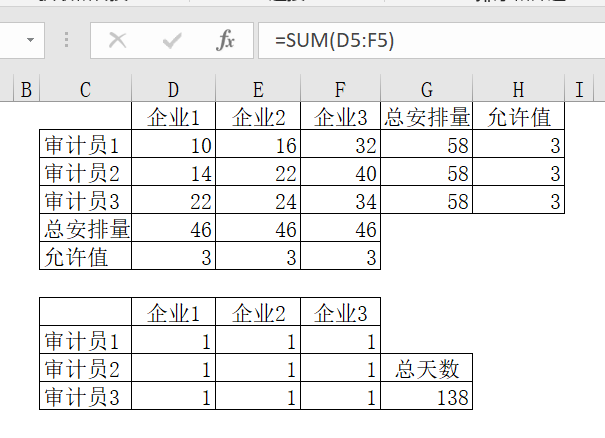 fx =SUM(D5:F5)
B C D E F G H I
企业1 企业2 企业3 总安排量 允许值
审计员1 10 16 32 58 3
审计员2 14 22 40 58 3
审计员3 22 24 34 58 3
总安排量 46 46 46
允许值 3 3 3
企业1 企业2 企业3
审计员1 1 1 1
审计员2 1 1 1 总天数
审计员3 1 1 1 138